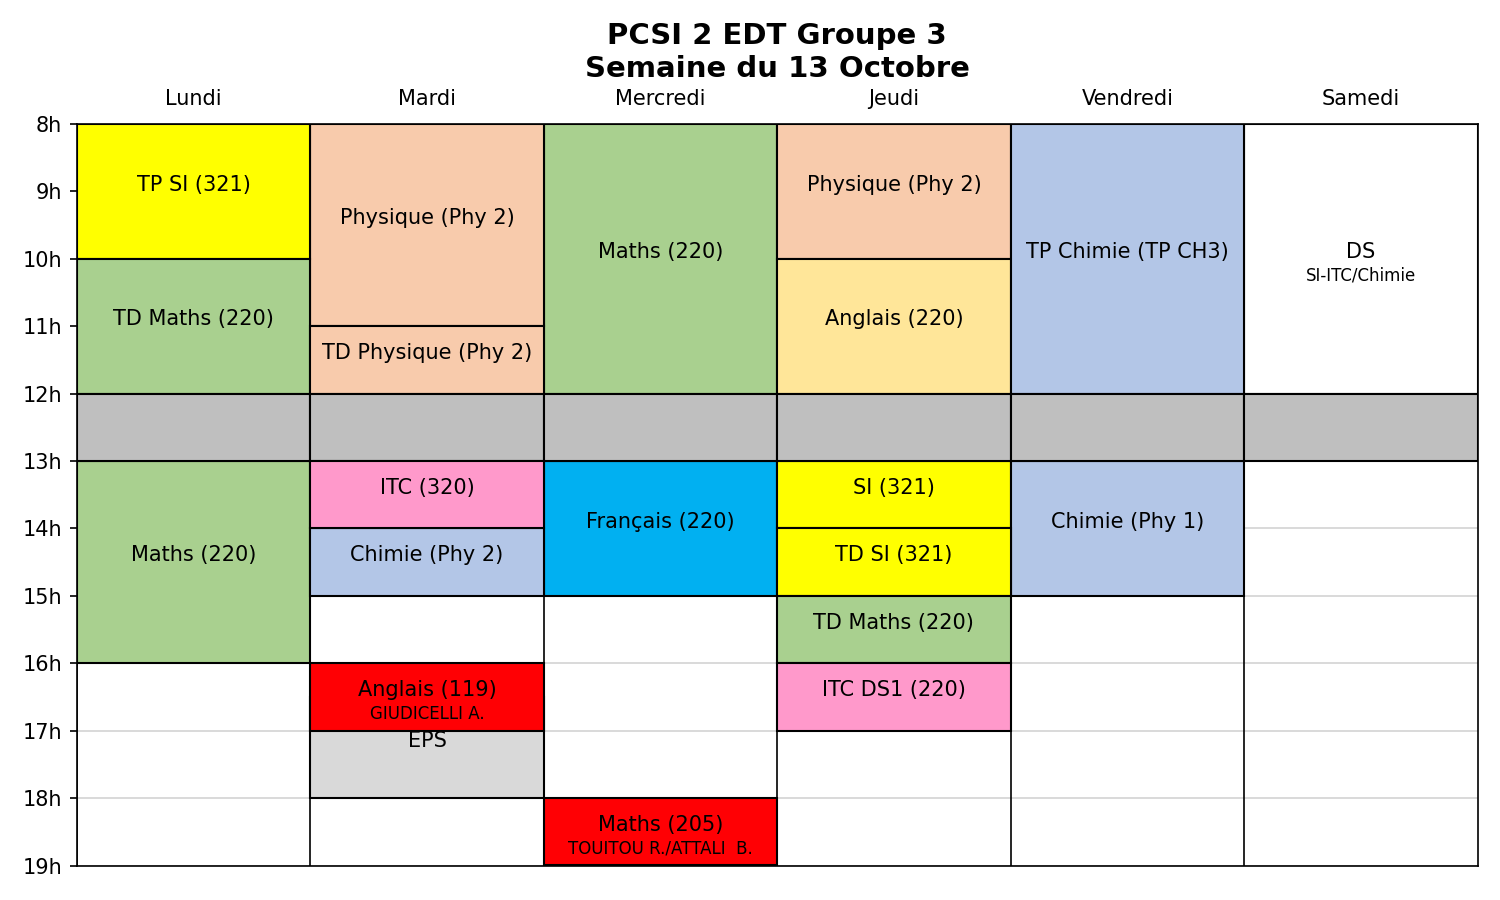 PCSI 2 EDT Groupe 3
Semaine du 13 Octobre
Lundi Mardi Mercredi Jeudi Vendredi Samedi
8h
TP SI (321)
Physique (Phy 2)
9h
Physique (Phy 2)
Maths (220)
TP Chimie (TP CH3)
DS
SI-ITC/Chimie
10h
TD Maths (220)
Anglais (220)
11h
TD Physique (Phy 2)
12h
13h
ITC (320)
SI (321)
Français (220)
Chimie (Phy 1)
14h
Maths (220)
Chimie (Phy 2)
TD SI (321)
15h
TD Maths (220)
16h
Anglais (119)
GIUDICELLI A.
ITC DS1 (220)
17h
EPS
18h
Maths (205)
TOUITOU R./ATTALI  B.
19h